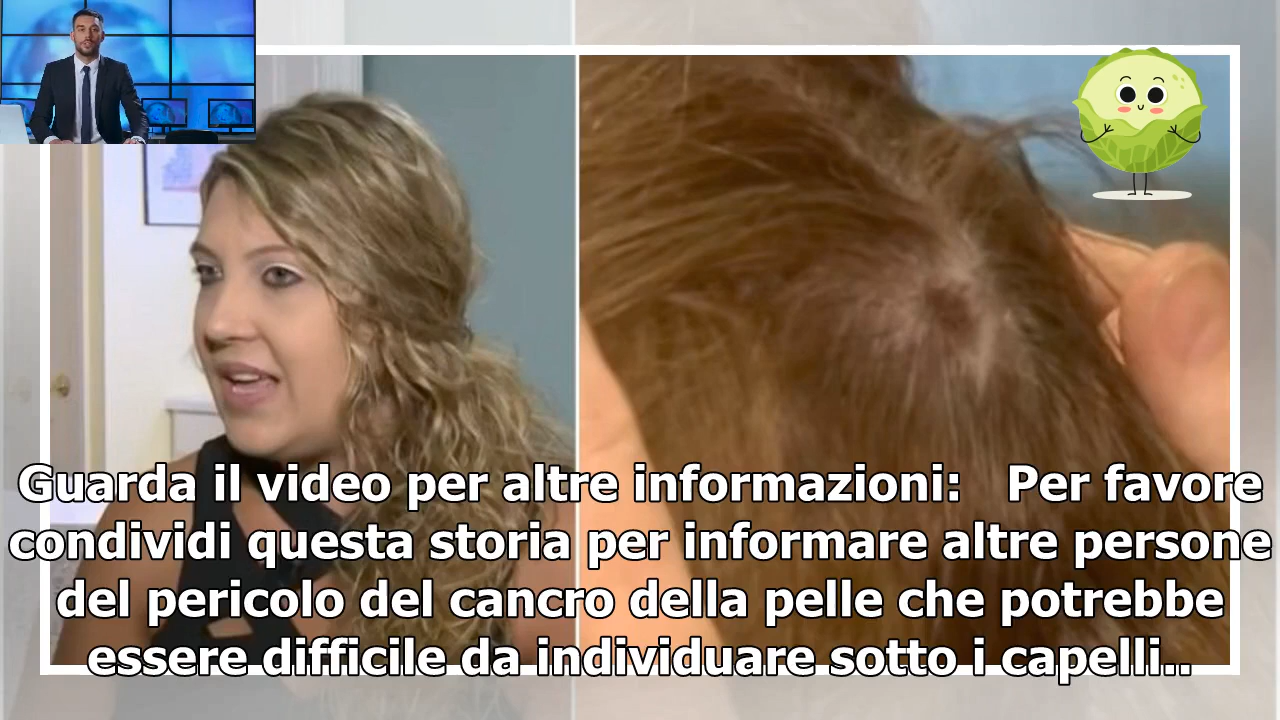 Guarda il video per altre informazioni: Per favore
condividi questa storia per informare altre persone
del pericolo del cancro della pelle che potrebbe
essere difficile da individuare sotto i capelli..